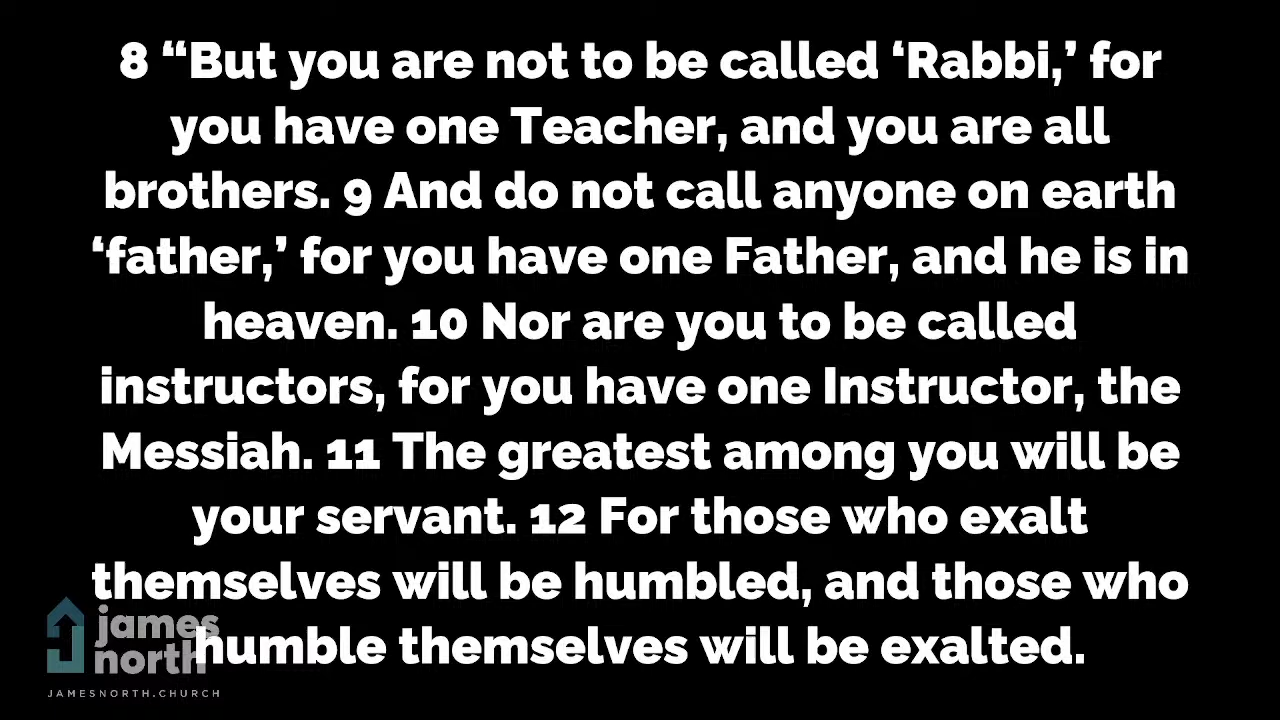 8 “But you are not to be called ‘Rabbi,’ for
you have one Teacher, and you are all
brothers. 9 And do not call anyone on earth
‘father,’ for you have one Father, and he is in
heaven. 10 Nor are you to be called
instructors, for you have one Instructor, the
Messiah. 11 The greatest among you will be
your servant. 12 For those who exalt
themselves will be humbled, and those who
humble themselves will be exalted.
james
north
JAMESNORTH.CHURCH